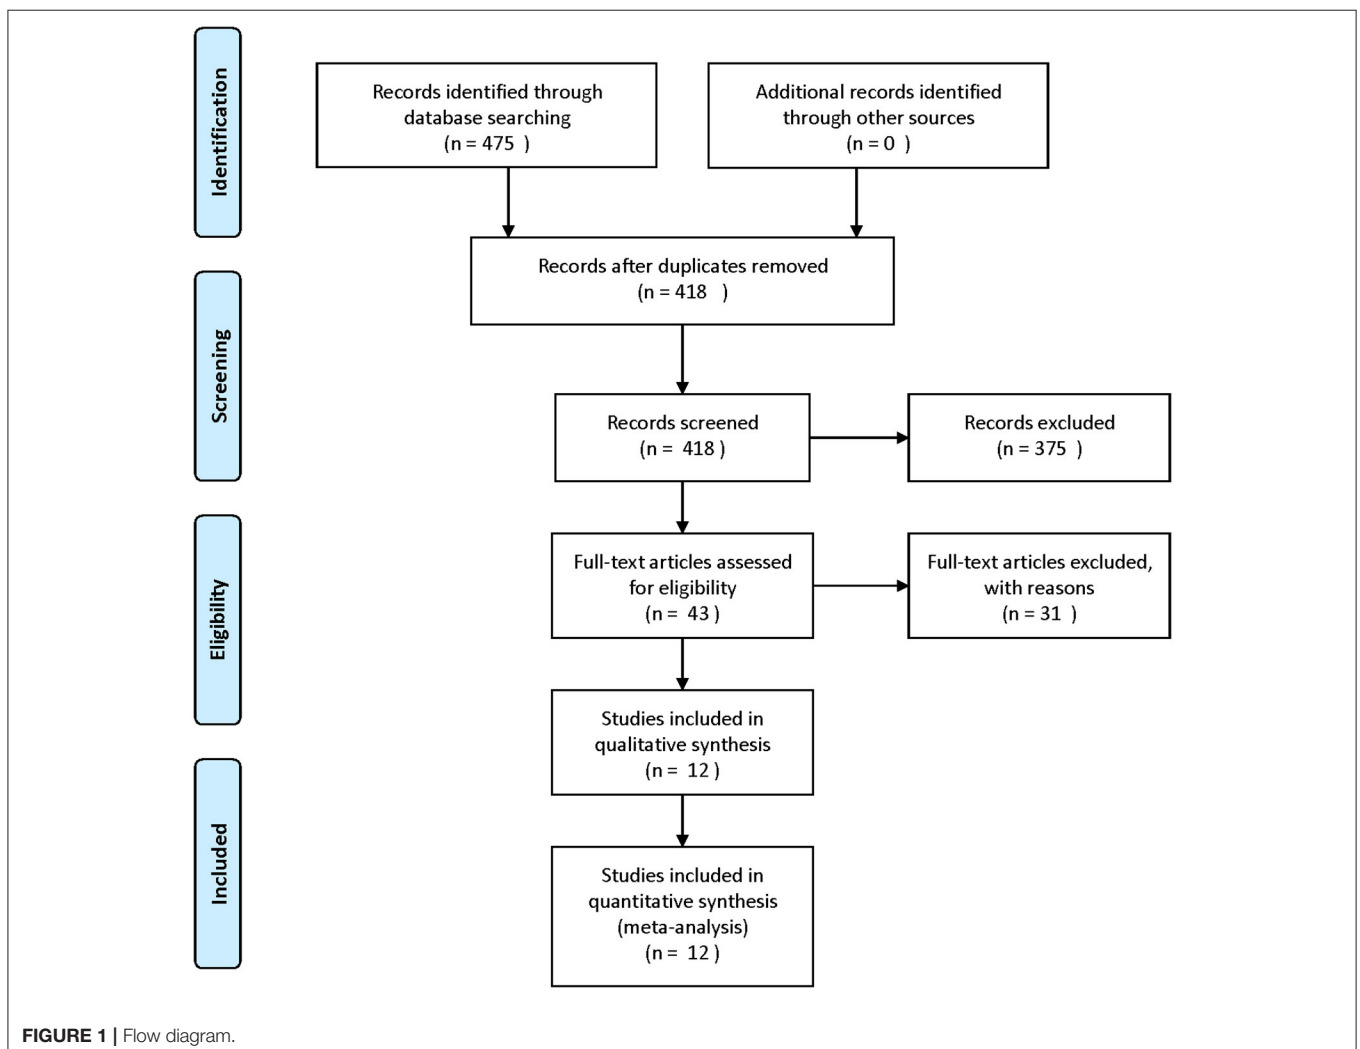 Identification
Records identified through
database searching
(n = 475  )
Additional records identified
through other sources
(n = 0  )
Records after duplicates removed
(n = 418   )
Screening
Records screened
(n =  418 )
Records excluded
(n = 375  )
Eligibility
Full-text articles assessed
for eligibility
(n =  43 )
Full-text articles excluded,
with reasons
(n = 31  )
Studies included in
qualitative synthesis
(n =  12 )
Included
Studies included in
quantitative synthesis
(meta-analysis)
(n =  12 )
FIGURE 1 | Flow diagram.